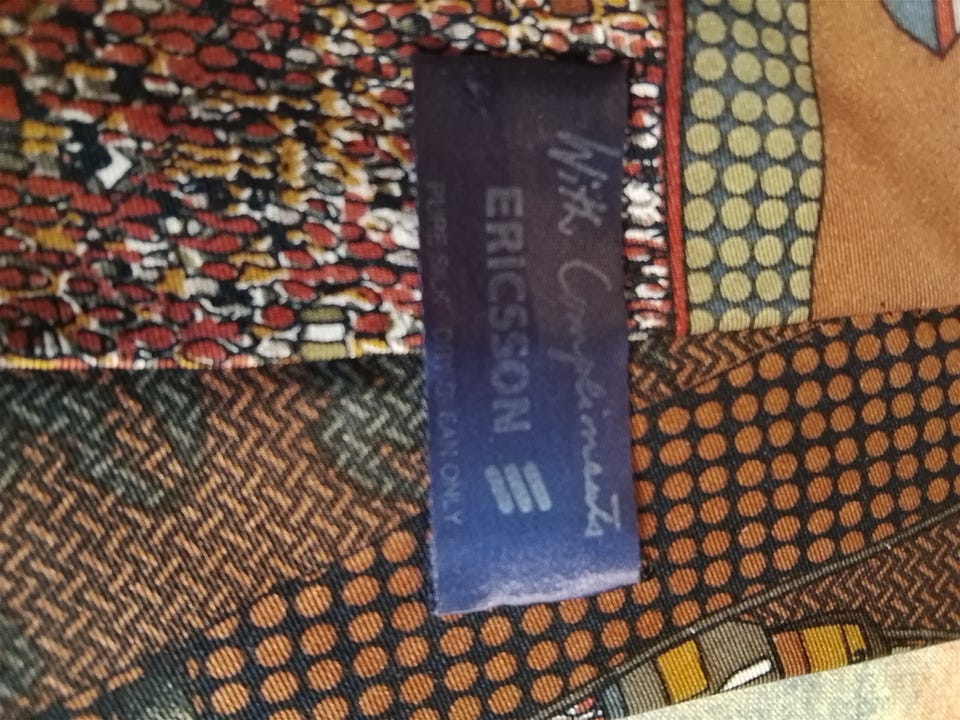 With Compliments
ERICSSON
PURE SILK DRY CLEAN ONLY